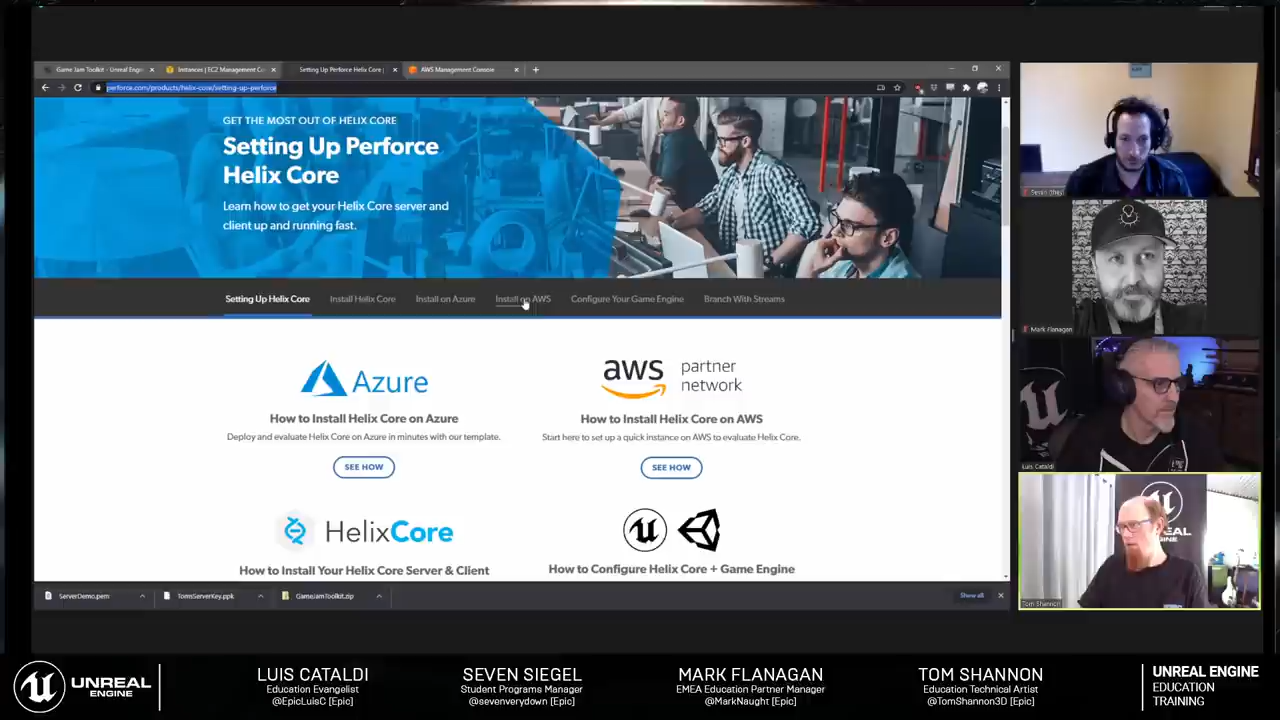 Game Jam Toolkit - Unreal Engin
Instances | EC2 Management Co
Setting Up Perforce Helix Core |
AWS Management Console
perforce.com/products/helix-core/setting-up-perforce
GET THE MOST OUT OF HELIX CORE
Setting Up Perforce
Helix Core
Learn how to get your Helix Core server and
client up and running fast.
Setting Up Helix Core
Install Helix Core
Install on Azure
Install on AWS
Configure Your Game Engine
Branch With Streams
Azure
How to Install Helix Core on Azure
Deploy and evaluate Helix Core on Azure in minutes with our template.
SEE HOW
aws partner
network
How to Install Helix Core on AWS
Start here to set up a quick instance on AWS to evaluate Helix Core.
SEE HOW
HelixCore
How to Install Your Helix Core Server & Client
How to Configure Helix Core + Game Engine
ServerDemo.pem
TomsServerKey.ppk
GameJamToolkit.zip
Show all
Seven (they)
Mark Flanagan
Luis Cataldi
UNREAL
ENGINE
Tom Shannon
UNREAL
ENGINE
LUIS CATALDI
Education Evangelist
@EpicLuisC [Epic]
SEVEN SIEGEL
Student Programs Manager
@sevenverydown [Epic]
MARK FLANAGAN
EMEA Education Partner Manager
@MarkNaught [Epic]
TOM SHANNON
Education Technical Artist
@TomShannon3D [Epic]
UNREAL ENGINE
EDUCATION
TRAINING